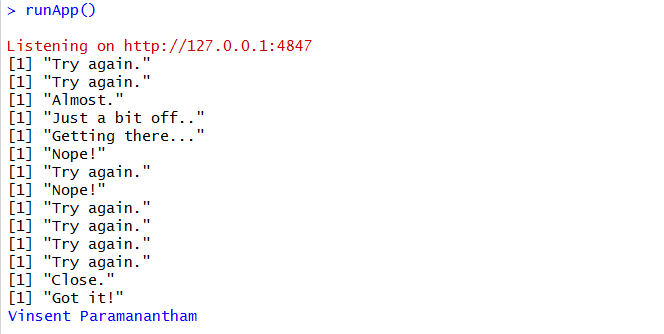 > runApp()
Listening on http://127.0.0.1:4847
[1] "Try again."
[1] "Try again."
[1] "Almost."
[1] "Just a bit off.."
[1] "Getting there..."
[1] "Nope!"
[1] "Try again."
[1] "Nope!"
[1] "Try again."
[1] "Try again."
[1] "Try again."
[1] "Try again."
[1] "Close."
[1] "Got it!"
Vinsent Paramanantham